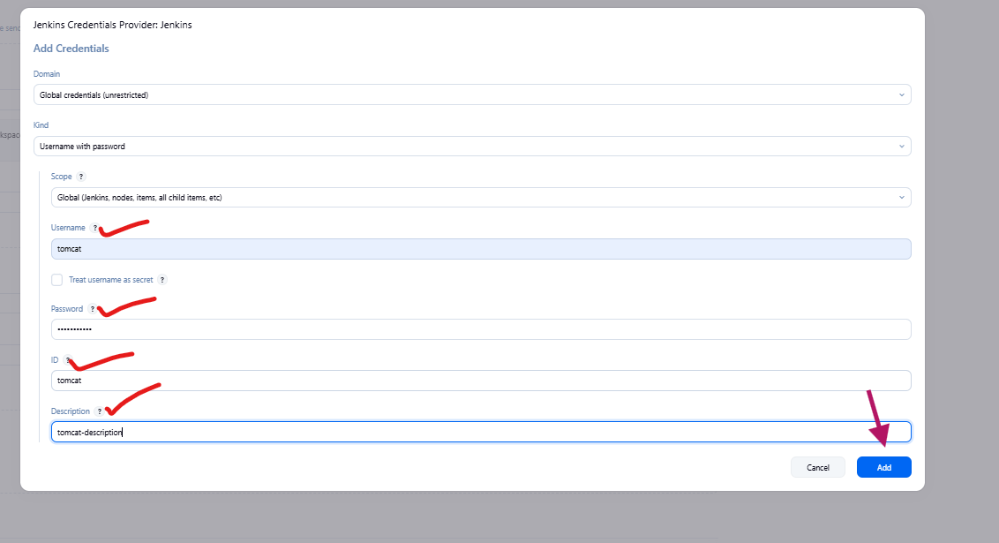 Jenkins Credentials Provider: Jenkins
Add Credentials
Domain
Global credentials (unrestricted)
Kind
Username with password
Scope ?
Global (Jenkins, nodes, items, all child items, etc)
Username ?
tomcat
Treat username as secret ?
Password ?
•••••••••••
ID ?
tomcat
Description ?
tomcat-description
Cancel
Add